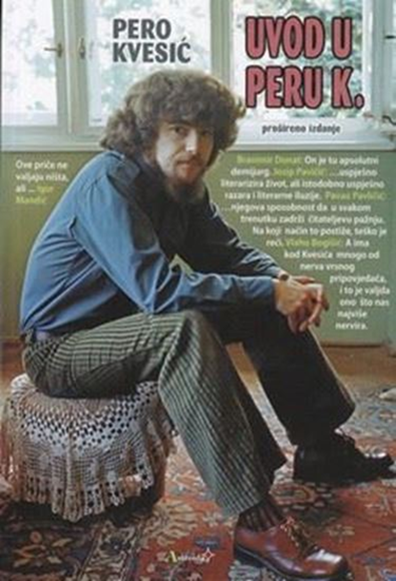 PERO
KVESIĆ
UVOD U
PERU K.
prošireno izdanje
Ove priče ne
valjaju ništa,
ali ... Igor
Mandić
Branimir Donat: On je tu apsolutni
demijurg. Josip Pavičić: ...uspješno
literarizira život, ali istodobno uspješno
razara i literarne iluzije. Pavao Pavličić:
...njegova sposobnost da u svakom
trenutku zadrži čitateljevu pažnju.
Na koji način to postiže, teško je
reći. Vlaho Bogišić: A ima
kod Kvesića mnogo od
nerva vrsnog
pripovjedača,
i to je valjda
ono što nas
najviše
nervira.